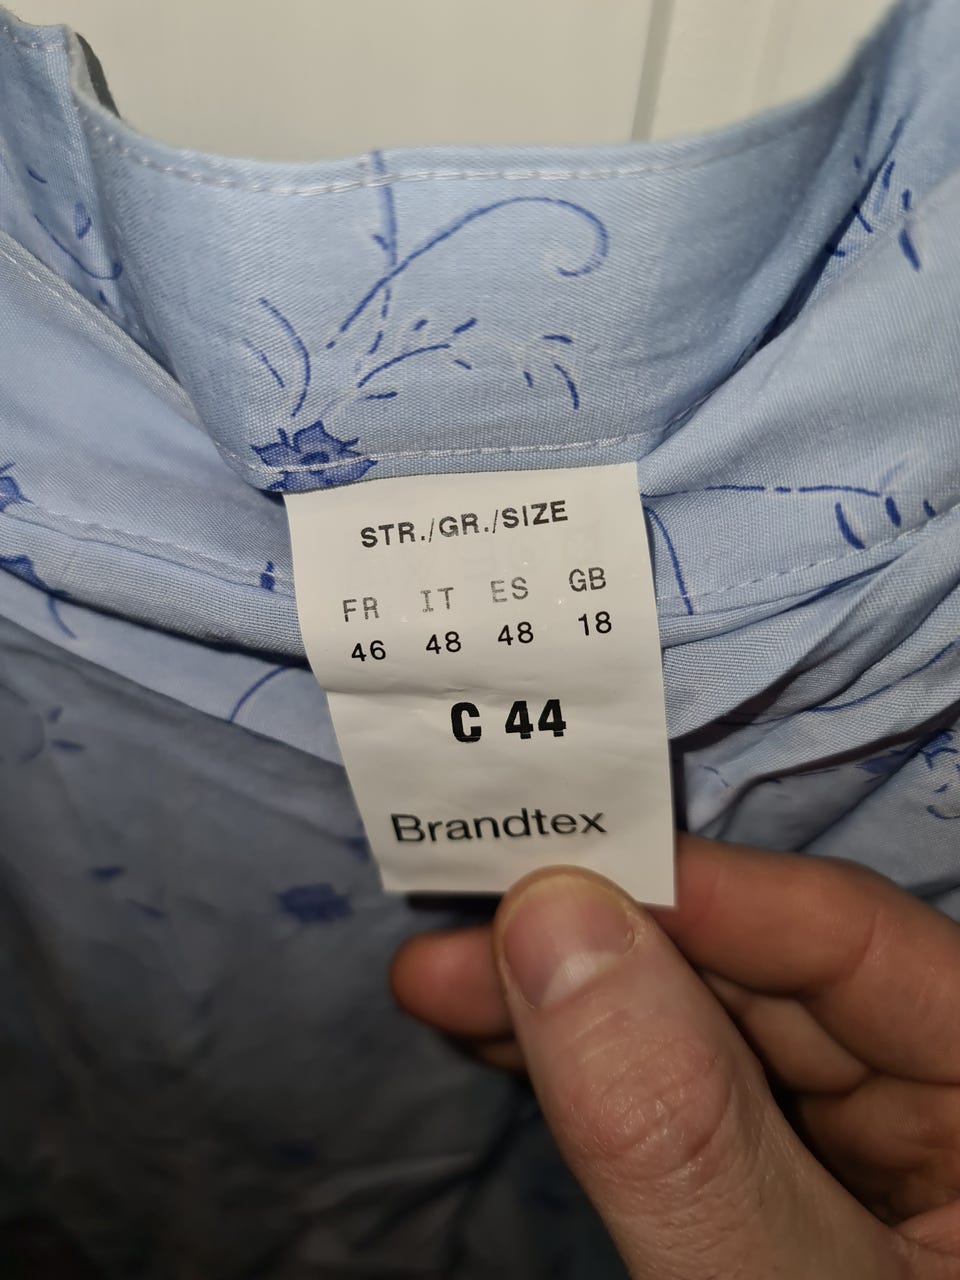 STR./GR./SIZE
FR IT ES GB
46 48 48 18
C 44
Brandtex